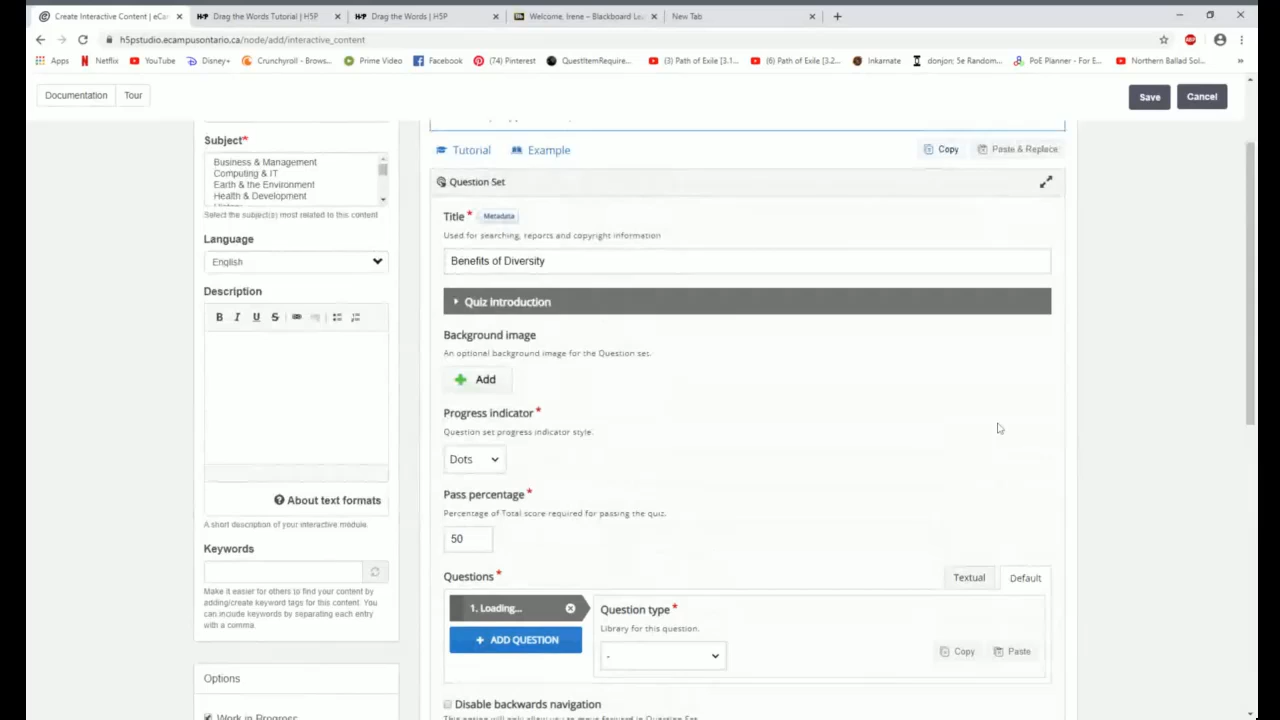 Create Interactive Content | eCam
Drag the Words Tutorial | H5P
Drag the Words | H5P
Welcome, Irene – Blackboard Le
New Tab
h5pstudio.ecampusontario.ca/node/add/interactive_content
Apps
Netflix
YouTube
Disney+
Crunchyroll - Brows...
Prime Video
Facebook
(74) Pinterest
QuestItemRequire...
(3) Path of Exile [3.1...
(6) Path of Exile [3.2...
Inkarnate
donjon; 5e Random...
PoE Planner - For E...
Northern Ballad Sol...
Documentation
Tour
Save
Cancel
Subject*
Business & Management
Computing & IT
Earth & the Environment
Health & Development
Select the subject(s) most related to this content
Language
English
Description
B I U S
About text formats
A short description of your interactive module.
Keywords
Make it easier for others to find your content by
adding/create keyword tags for this content. You
can include keywords by separating each entry
with a comma.
Options
Work in Progress
Tutorial
Example
Copy
Paste & Replace
Question Set
Title * Metadata
Used for searching, reports and copyright information
Benefits of Diversity
Quiz Introduction
Background image
An optional background image for the Question set.
Add
Progress indicator *
Question set progress indicator style.
Dots
Pass percentage *
Percentage of Total score required for passing the quiz.
50
Questions *
Textual
Default
1. Loading...
ADD QUESTION
Question type *
Library for this question.
-
Copy
Paste
Disable backwards navigation